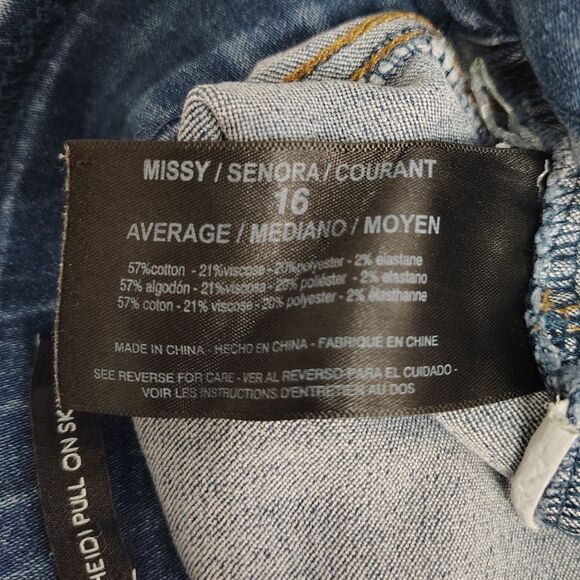 MISSY / SENORA / COURANT
16
AVERAGE / MEDIANO / MOYEN
57%cotton - 21%viscose - 20%polyester - 2% elastane
57% algodón - 21% viscosa - 20% poliéster - 2% elastano
57% coton - 21% viscose - 20% polyester - 2% élasthanne
MADE IN CHINA - HECHO EN CHINA - FABRIQUÉ EN CHINE
SEE REVERSE FOR CARE - VER AL REVERSO PARA EL CUIDADO -
VOIR LES INSTRUCTIONS D'ENTRETIEN AU DOS
HEIDI PULL ON SK